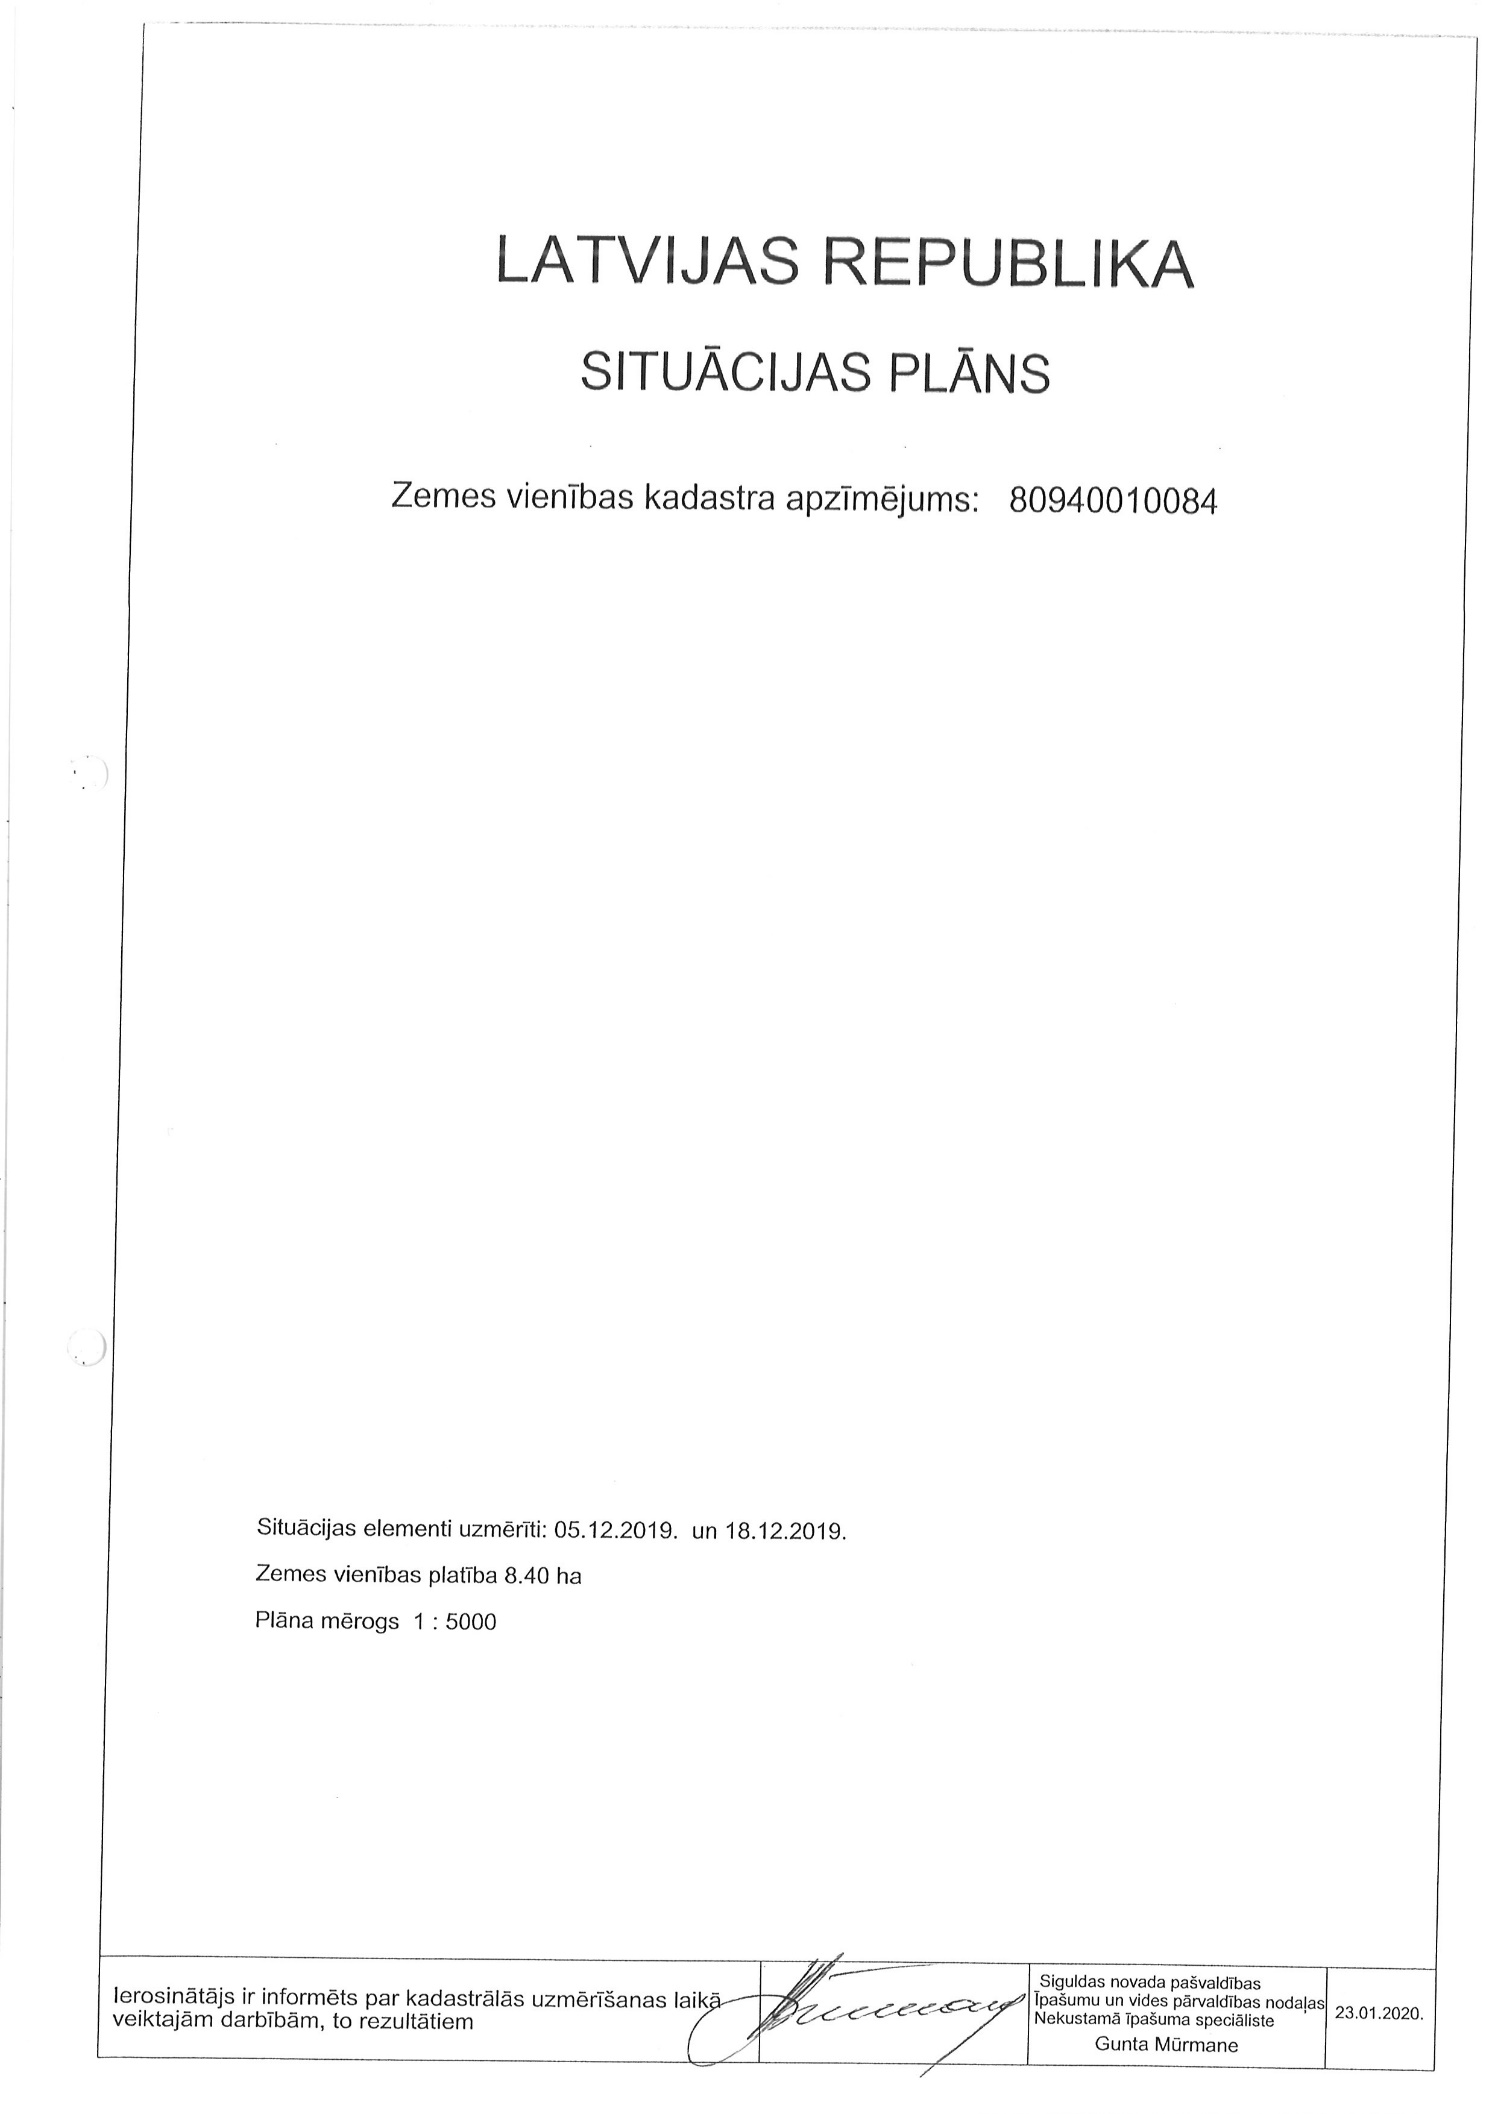 LATVIJAS REPUBLIKA
SITUĀCIJAS PLĀNS
Zemes vienības kadastra apzīmējums: 80940010084
Situācijas elementi uzmērīti: 05.12.2019. un 18.12.2019.
Zemes vienības platība 8.40 ha
Plāna mērogs 1 : 5000
Ierosinātājs ir informēts par kadastrālās uzmērīšanas laikā
veiktajām darbībām, to rezultātiem
Siguldas novada pašvaldības
Īpašumu un vides pārvaldības nodaļas
Nekustamā īpašuma speciāliste
Gunta Mūrmane
23.01.2020.